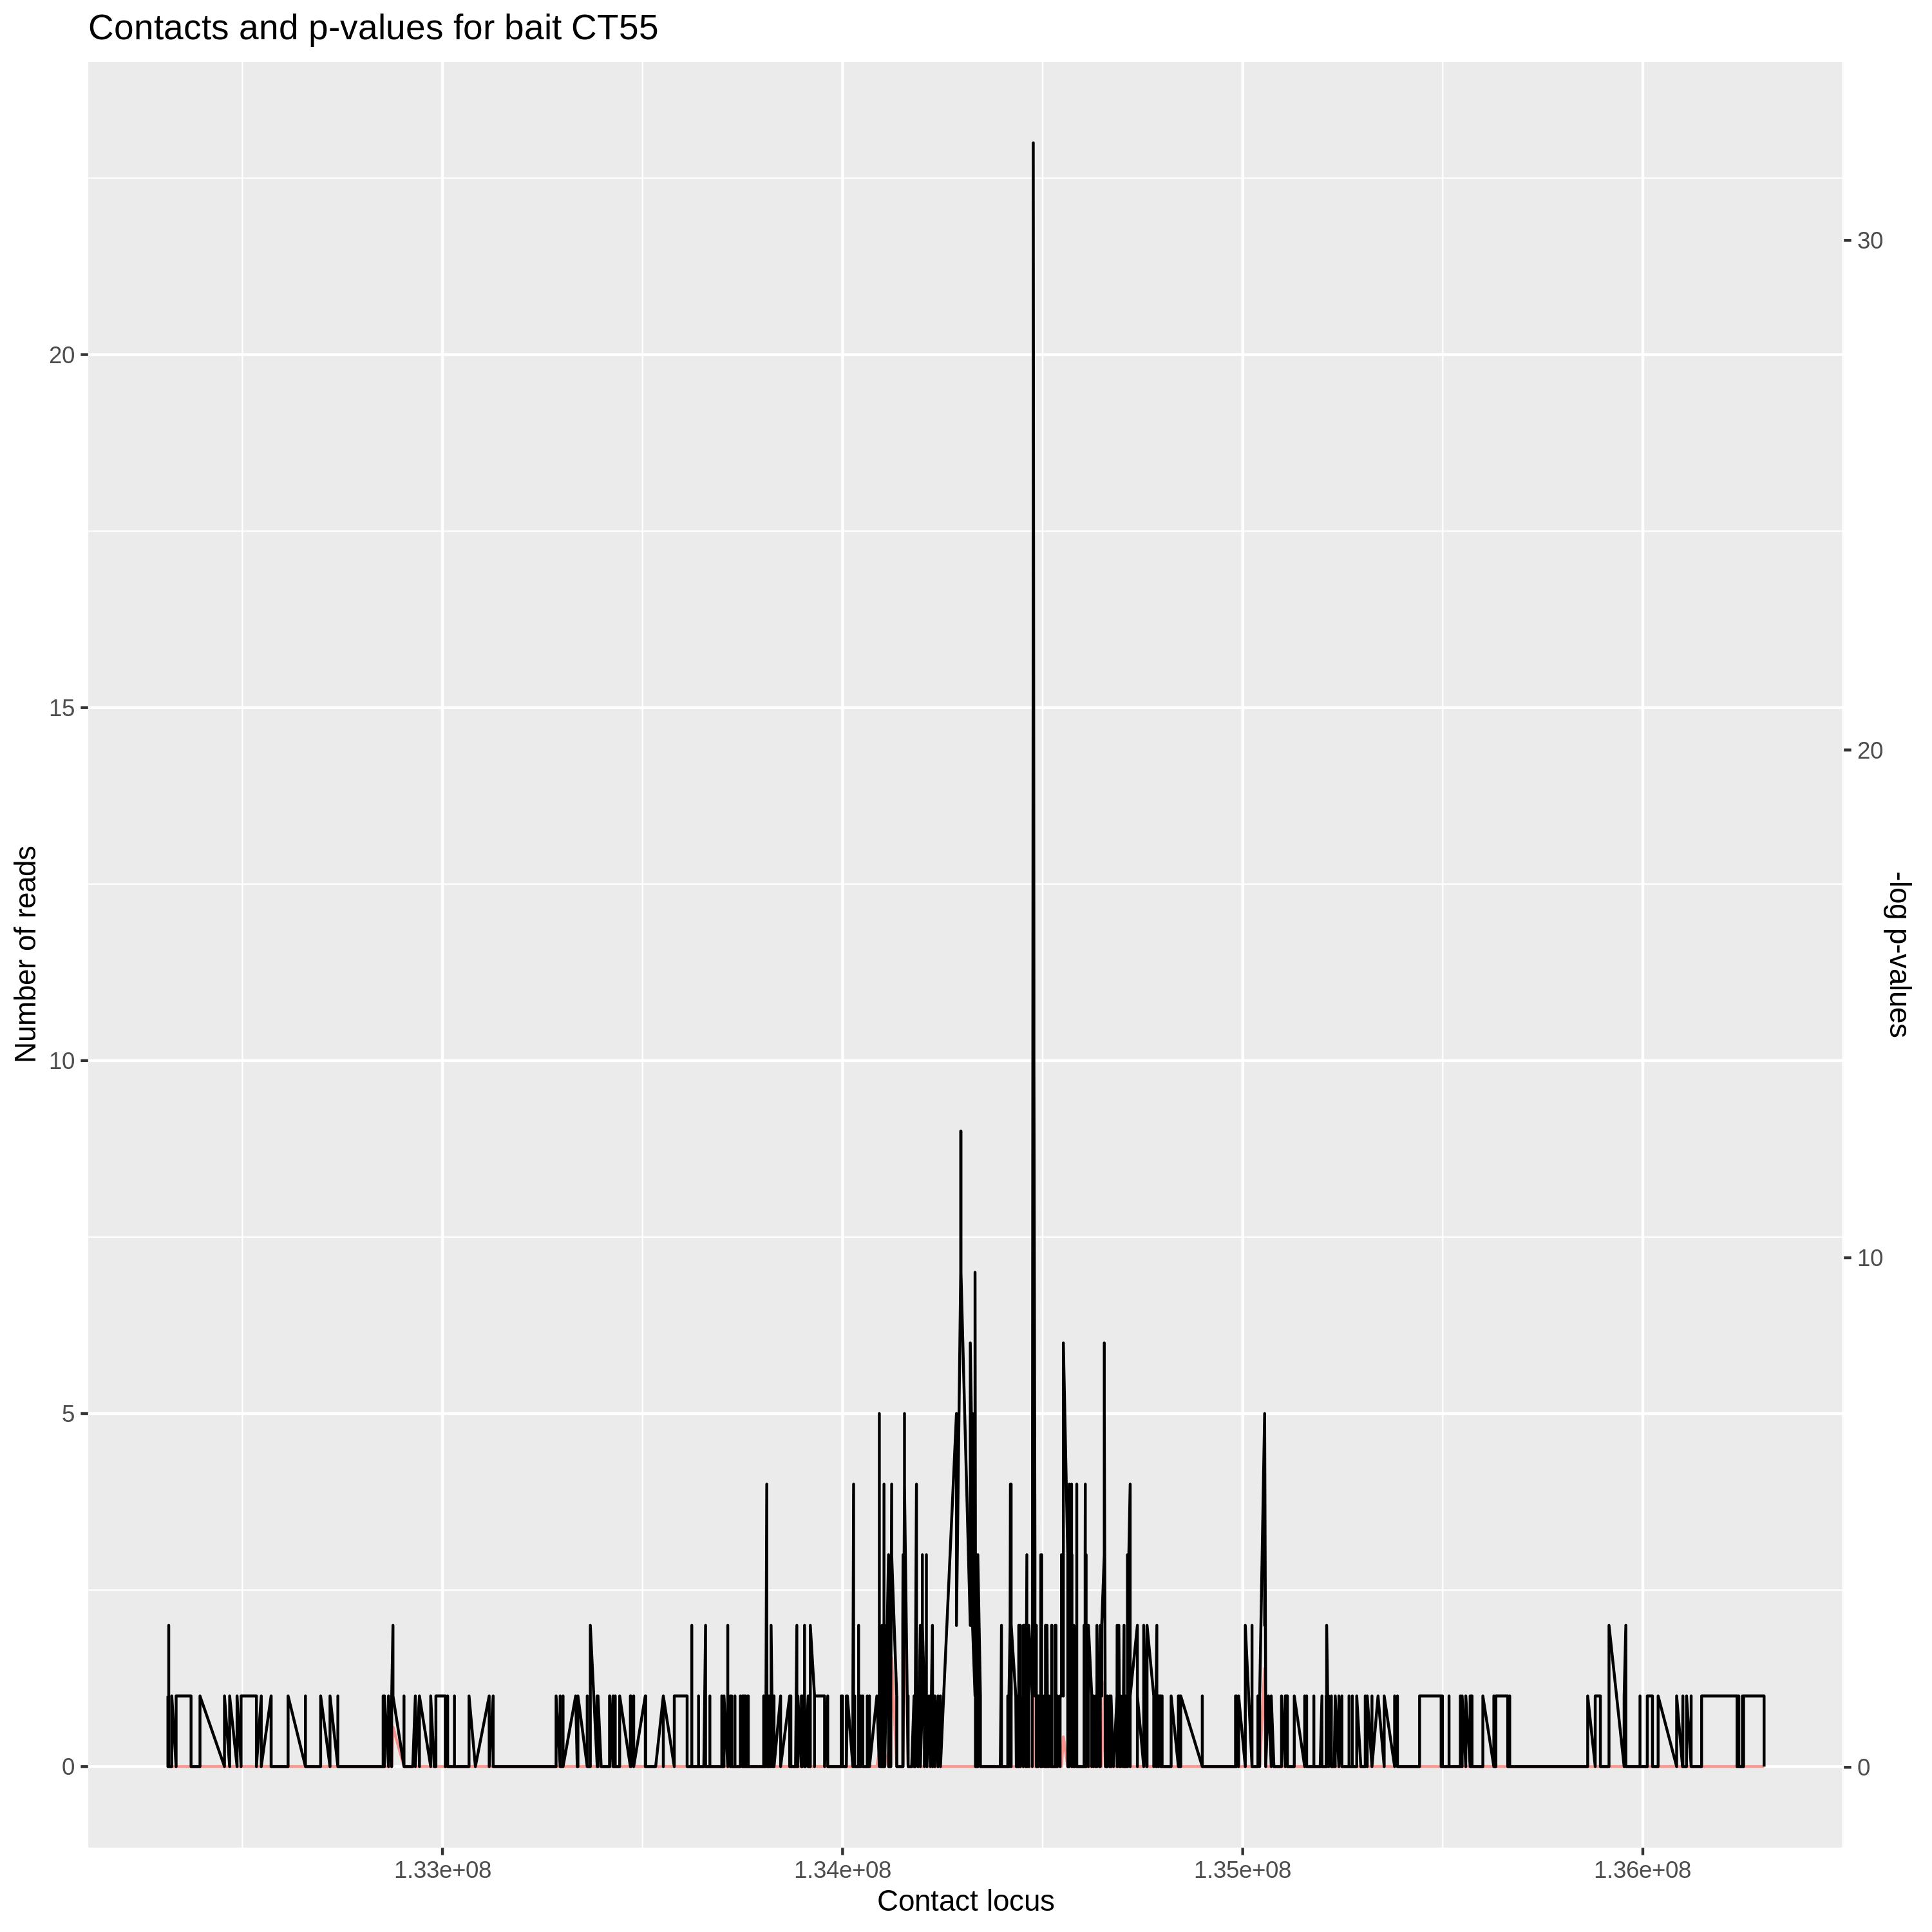 Contacts and p-values for bait CT55
Number of reads
20
15
10
5
0
30
20
10
0
-log p-values
1.33e+08
1.34e+08
1.35e+08
1.36e+08
Contact locus